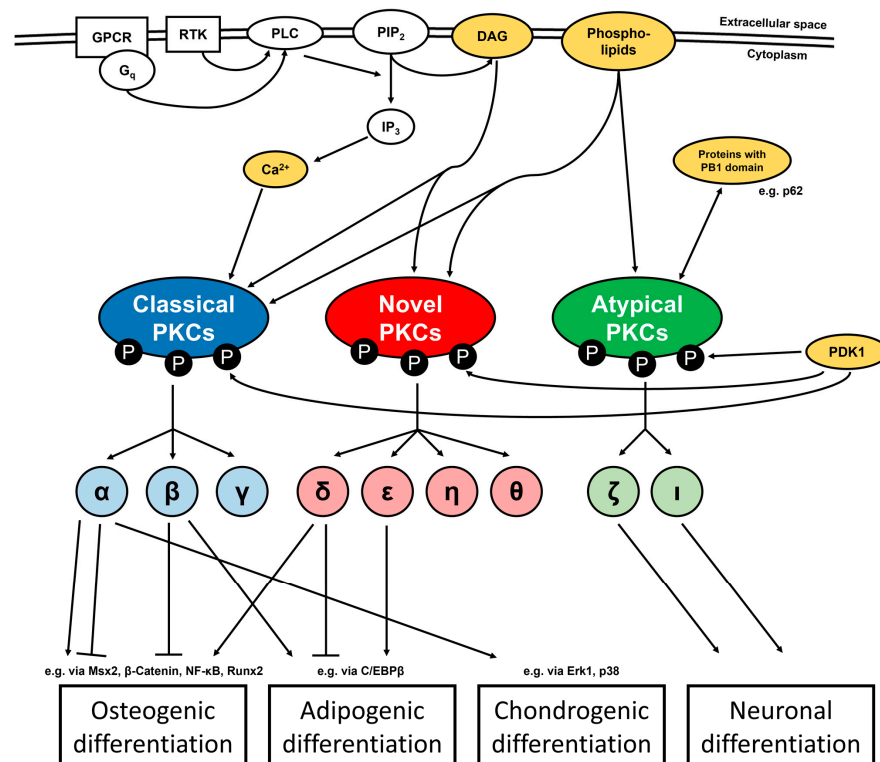 Extracellular space
Cytoplasm
GPCR
RTK
PLC
PIP2
DAG
Phospho-
lipids
Gq
IP3
Ca2+
Proteins with
PB1 domain
e.g. p62
Classical
PKCs
Novel
PKCs
Atypical
PKCs
P
P
P
P
P
P
P
P
P
PDK1
α
β
γ
δ
ε
η
θ
ζ
ι
e.g. via Msx2, β-Catenin, NF-κB, Runx2
e.g. via C/EBPβ
e.g. via Erk1, p38
Osteogenic
differentiation
Adipogenic
differentiation
Chondrogenic
differentiation
Neuronal
differentiation